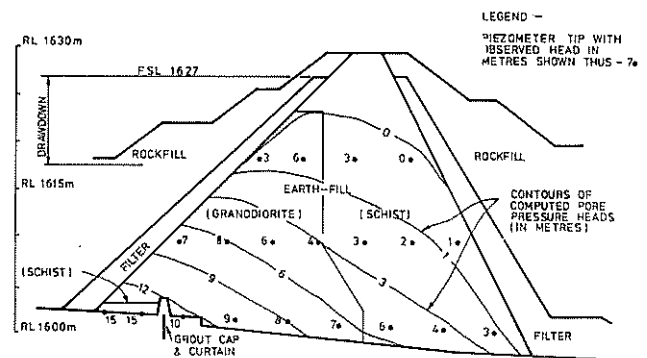 LEGEND :-
PIEZOMETER TIP WITH
OBSERVED HEAD IN
METRES SHOWN THUS - 7•
RL 1630m
FSL 1627
DRAWDOWN
ROCKFILL
ROCKFILL
0
3• 6• 3• 0•
RL 1615m
EARTH-FILL
(GRANODIORITE) (SCHIST)
CONTOURS OF
COMPUTED PORE
PRESSURE HEADS
(IN METRES)
•7 8• 6• 4• 3• 2• 1•
1
FILTER
(SCHIST)
12 9 6 3
RL 1600m
15 15 10 9• 8• 7• 6• 4• 3•
FILTER
GROUT CAP
& CURTAIN